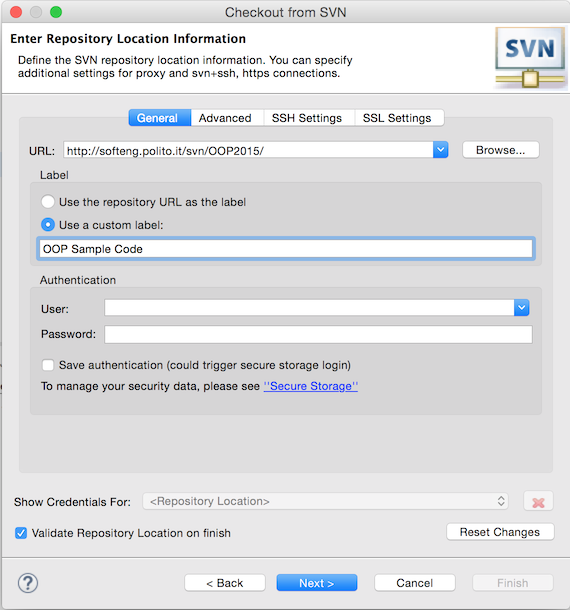 Checkout from SVN
Enter Repository Location Information
Define the SVN repository location information. You can specify
additional settings for proxy and svn+ssh, https connections.
SVN
General Advanced SSH Settings SSL Settings
URL: http://softeng.polito.it/svn/OOP2015/ Browse...
Label
Use the repository URL as the label
Use a custom label:
OOP Sample Code
Authentication
User:
Password:
Save authentication (could trigger secure storage login)
To manage your security data, please see "Secure Storage"
Show Credentials For: <Repository Location>
Validate Repository Location on finish
Reset Changes
? < Back Next > Cancel Finish